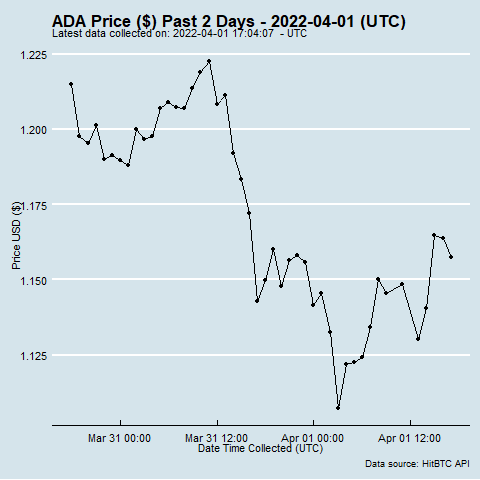 ADA Price ($) Past 2 Days - 2022-04-01 (UTC)
Latest data collected on: 2022-04-01 17:04:07  - UTC
1.225
1.200
1.175
1.150
1.125
Price USD ($)
Mar 31 00:00 Mar 31 12:00 Apr 01 00:00 Apr 01 12:00
Date Time Collected (UTC)
Data source: HitBTC API